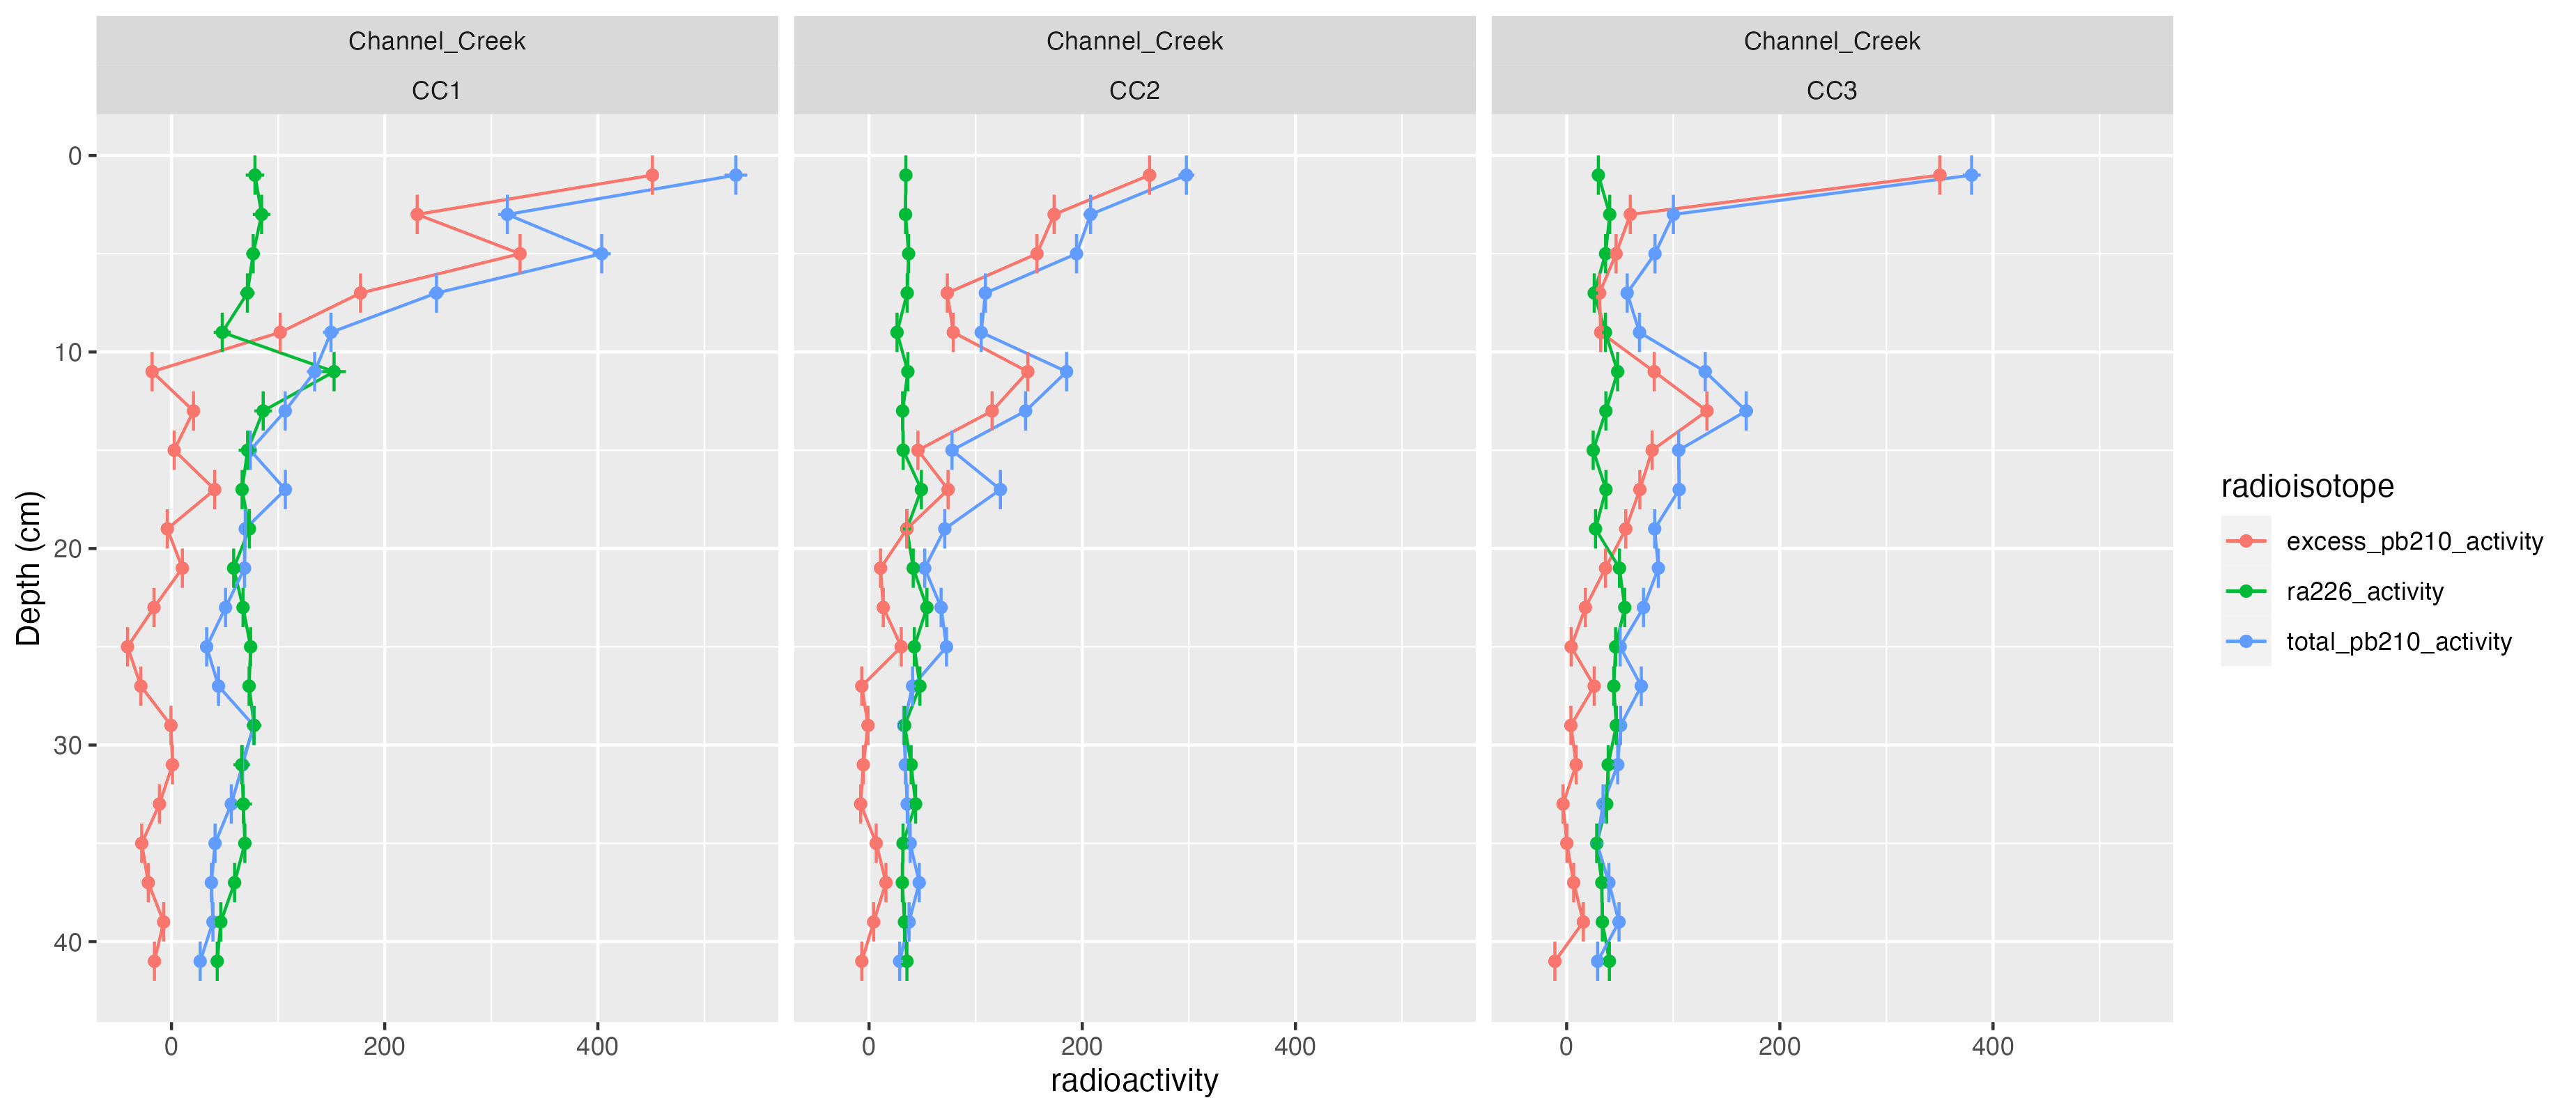 Channel_Creek Channel_Creek Channel_Creek
CC1 CC2 CC3
0
10
20
30
40
Depth (cm)
0 200 400 0 200 400 0 200 400
radioactivity
radioisotope
excess_pb210_activity
ra226_activity
total_pb210_activity